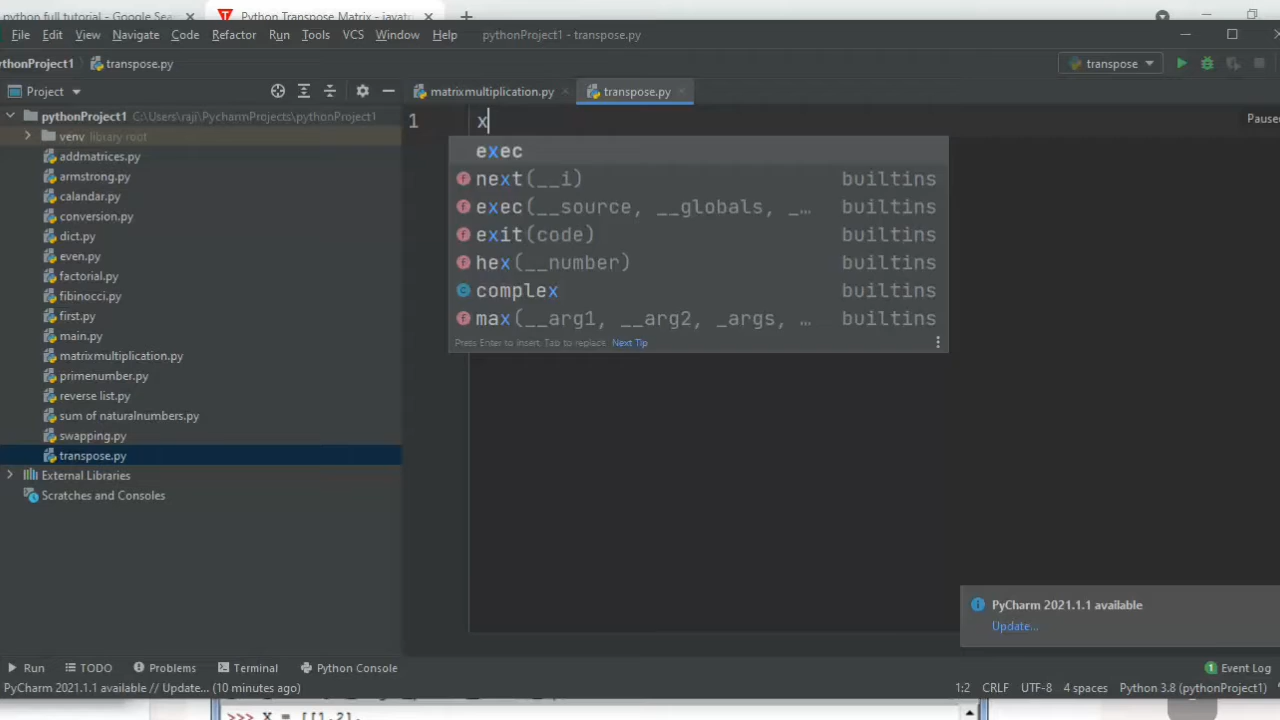 python full tutorial - Google Sea
Python Transpose Matrix - javat
File Edit View Navigate Code Refactor Run Tools VCS Window Help pythonProject1 - transpose.py
thonProject1 transpose.py
transpose
Project
matrixmultiplication.py
transpose.py
pythonProject1 C:\Users\raji\PycharmProjects\pythonProject1
venv library root
addmatrices.py
armstrong.py
calandar.py
conversion.py
dict.py
even.py
factorial.py
fibinocci.py
first.py
main.py
matrixmultiplication.py
primenumber.py
reverse list.py
sum of naturalnumbers.py
swapping.py
transpose.py
External Libraries
Scratches and Consoles
1 x
Pause
exec
next(__i) builtins
exec(__source, __globals, _… builtins
exit(code) builtins
hex(__number) builtins
complex builtins
max(__arg1, __arg2, _args, … builtins
Press Enter to insert, Tab to replace Next Tip
PyCharm 2021.1.1 available
Update...
Run TODO Problems Terminal Python Console
1 Event Log
PyCharm 2021.1.1 available // Update... (10 minutes ago)
1:2 CRLF UTF-8 4 spaces Python 3.8 (pythonProject1)
>>> X = [[1,2],